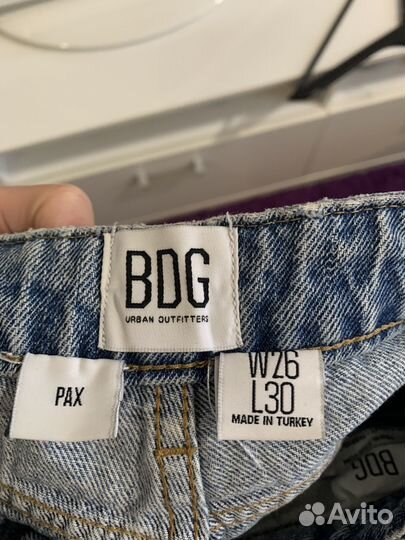 BDG
URBAN OUTFITTERS
PAX
W26
L30
MADE IN TURKEY
BDG
Avito